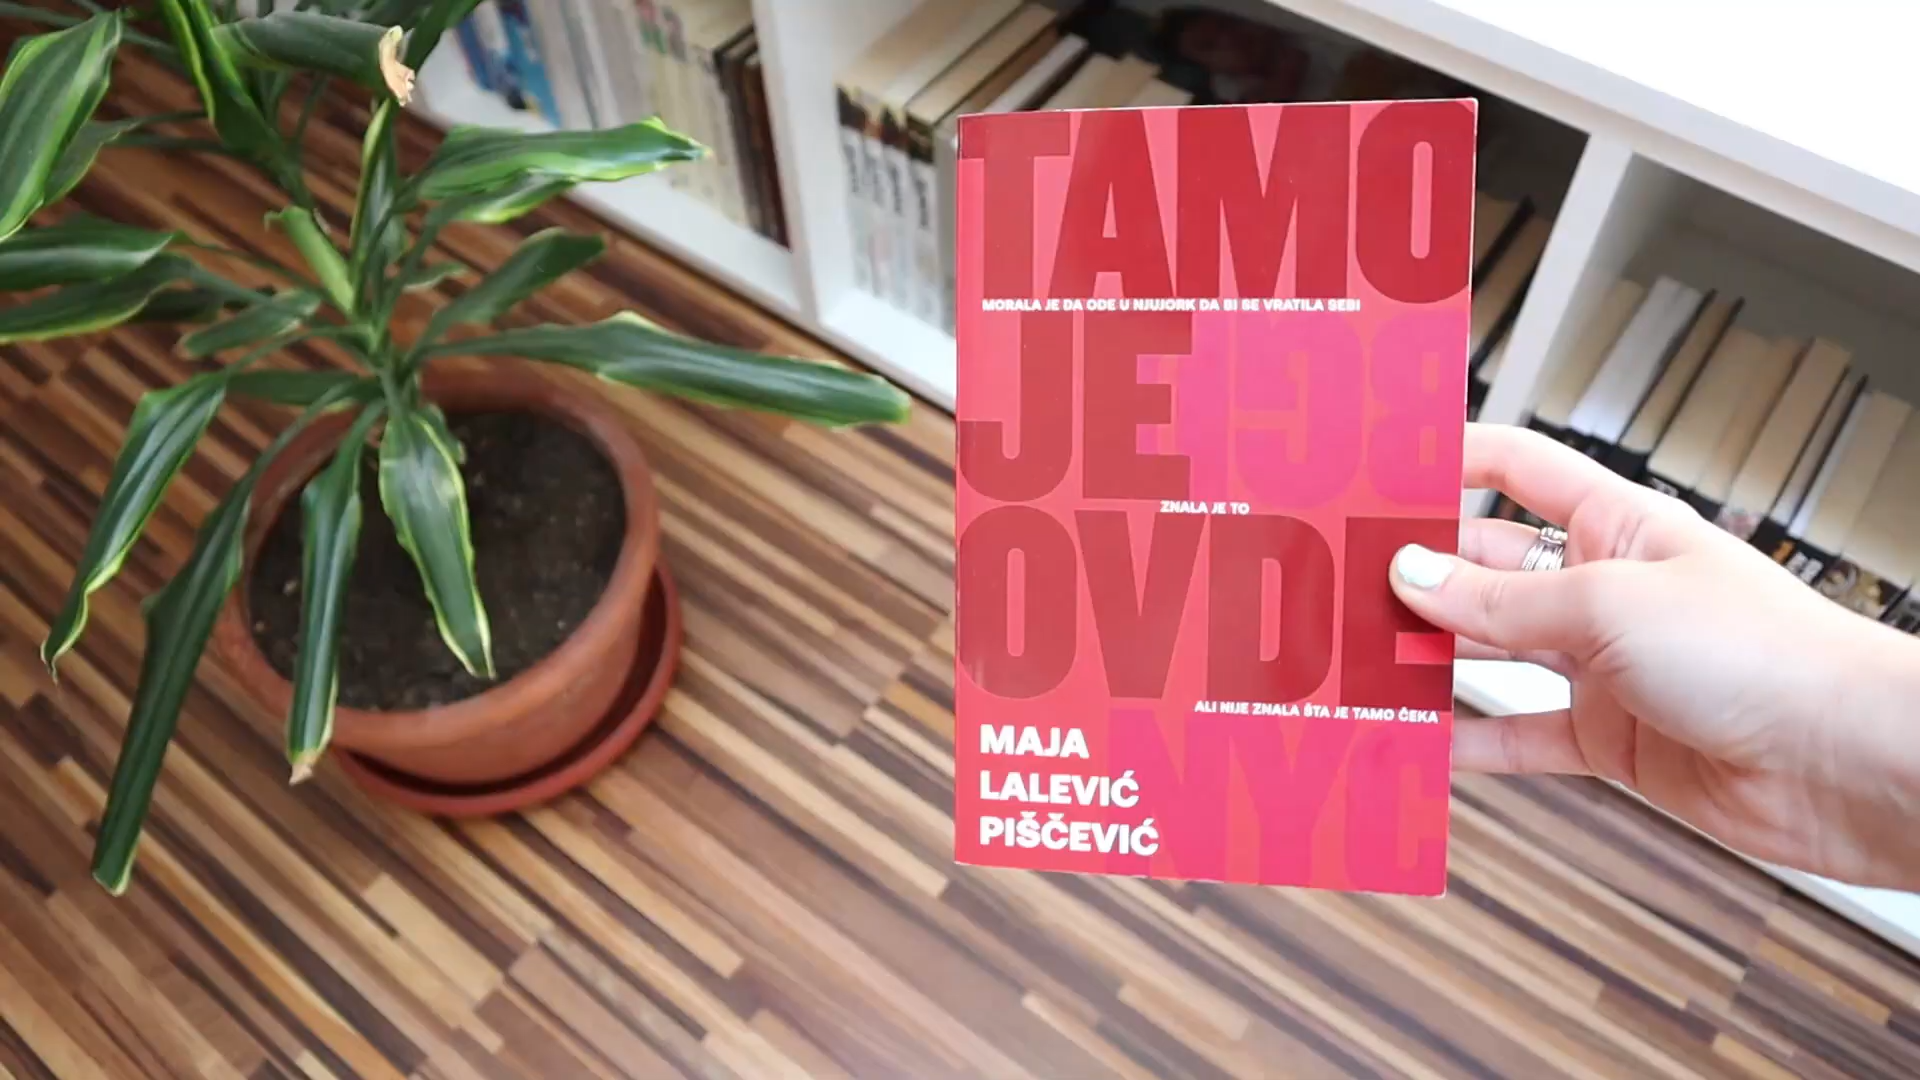 TAMO
MORALA JE DA ODE U NJUJORK DA BI SE VRATILA SEBI
JE
BG
ZNALA JE TO
OVDE
ALI NIJE ZNALA ŠTA JE TAMO ČEKA
NYC
MAJA
LALEVIĆ
PIŠČEVIĆ